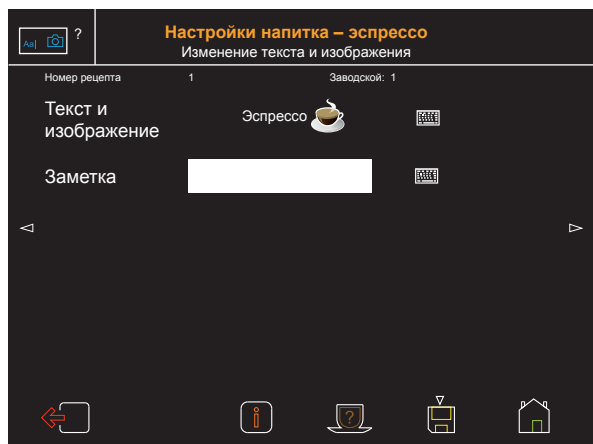 Aa| ?
Настройки напитка – эспрессо
Изменение текста и изображения
Номер рецепта 1 Заводской: 1
Текст и
изображение
Эспрессо
Заметка
i
?